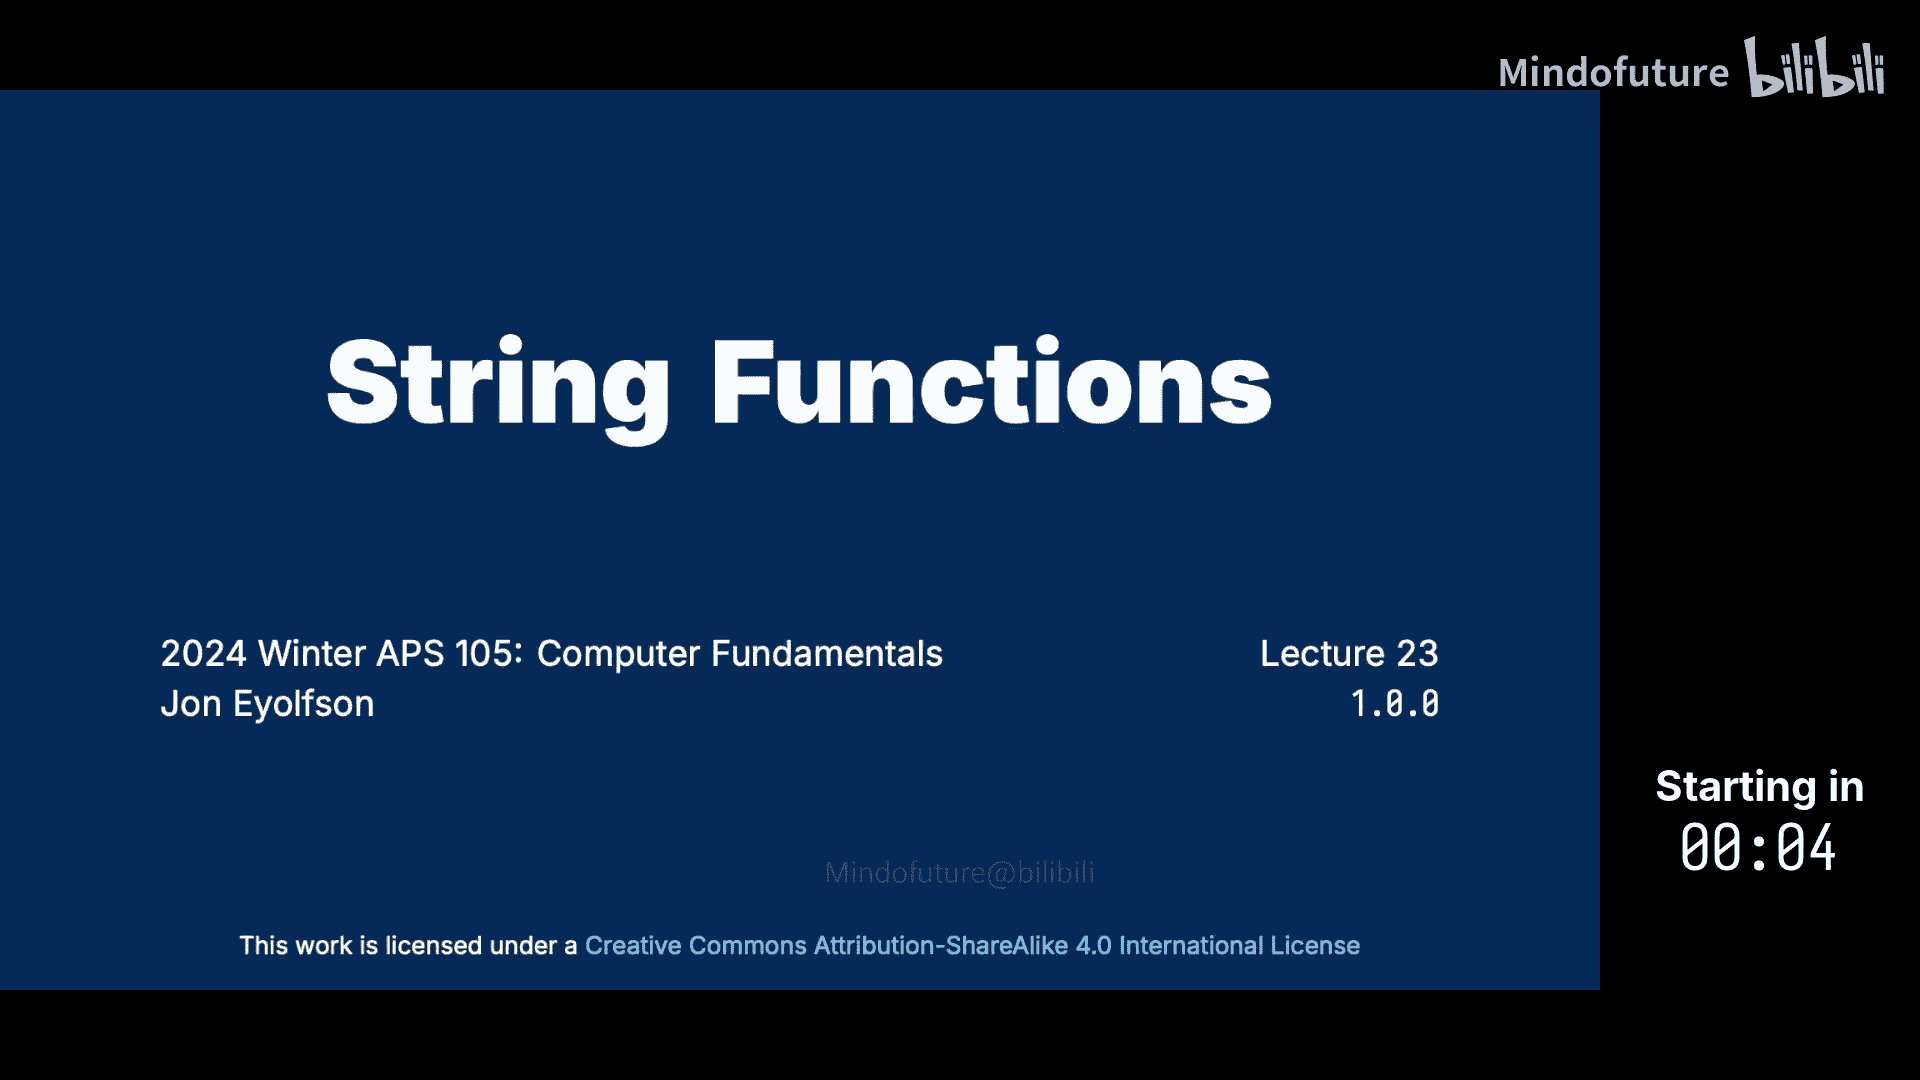 Mindofuture bilibili
String Functions
2024 Winter APS 105: Computer Fundamentals
Lecture 23
Jon Eyolfson
1.0.0
Starting in
00:04
Mindofuture@bilibili
This work is licensed under a Creative Commons Attribution-ShareAlike 4.0 International License